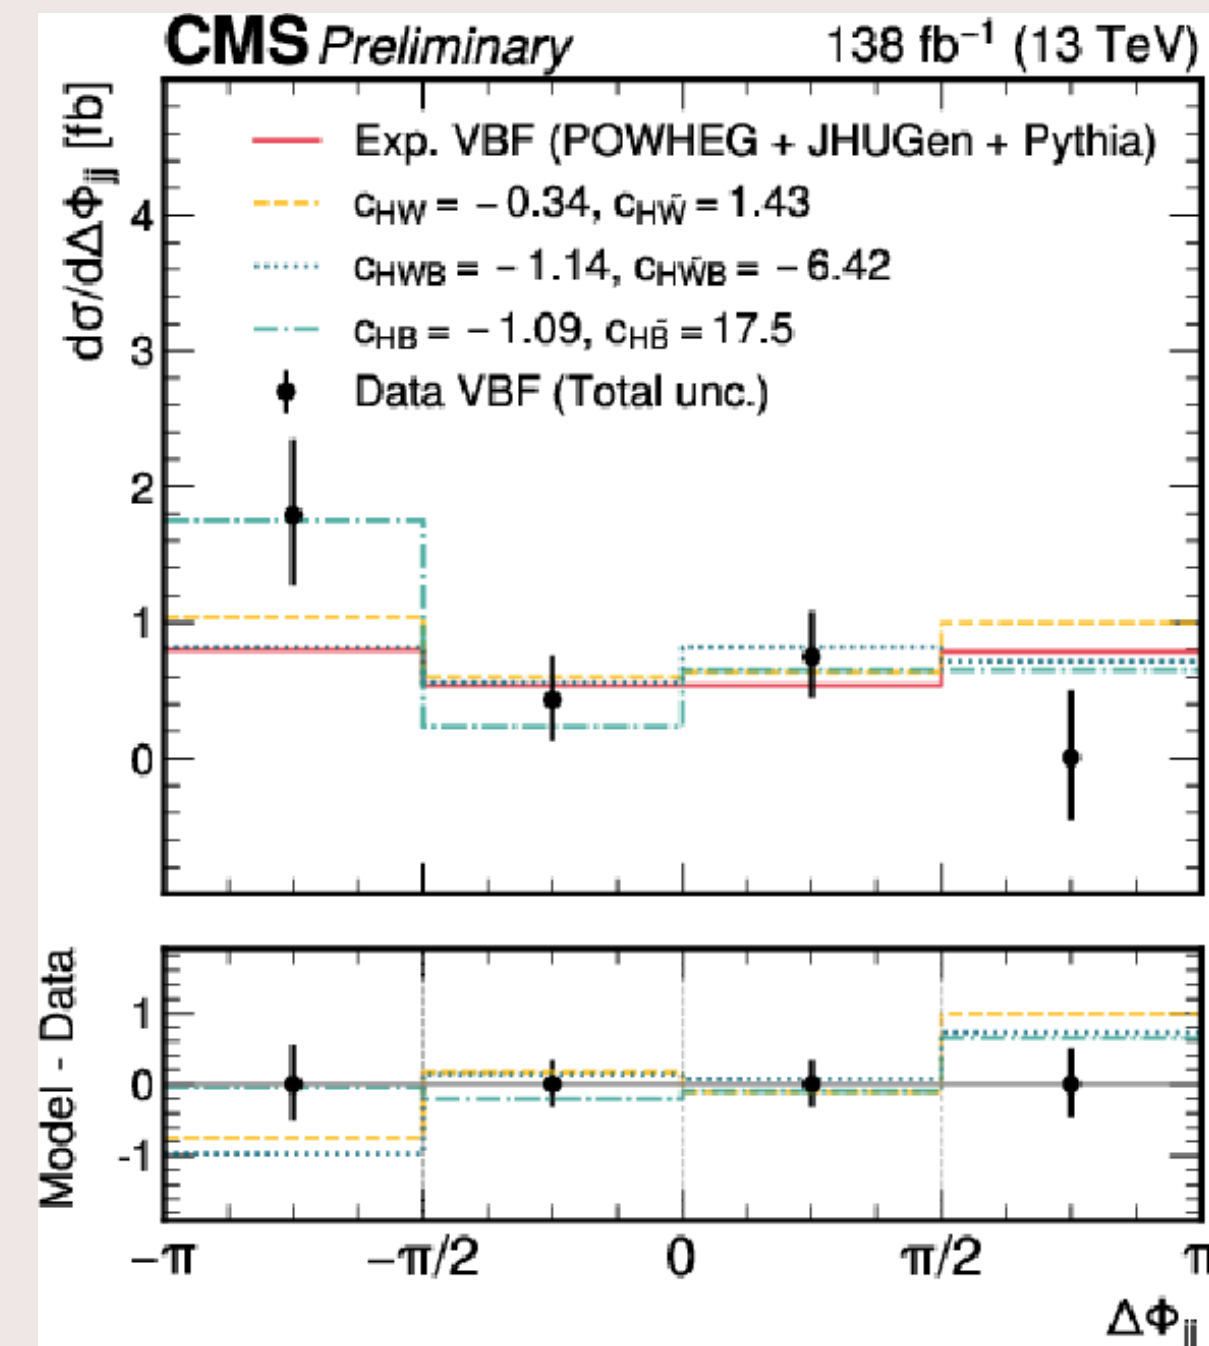 CMS Preliminary 138 fb⁻¹ (13 TeV)
dσ/dΔΦjj [fb]
Exp. VBF (POWHEG + JHUGen + Pythia)
cHW = −0.34, cHW̃ = 1.43
cHWB = −1.14, cHW̃B = −6.42
cHB = −1.09, cHB̃ = 17.5
Data VBF (Total unc.)
4
3
2
1
0
Model - Data
1
0
-1
−π −π/2 0 π/2 π
ΔΦjj